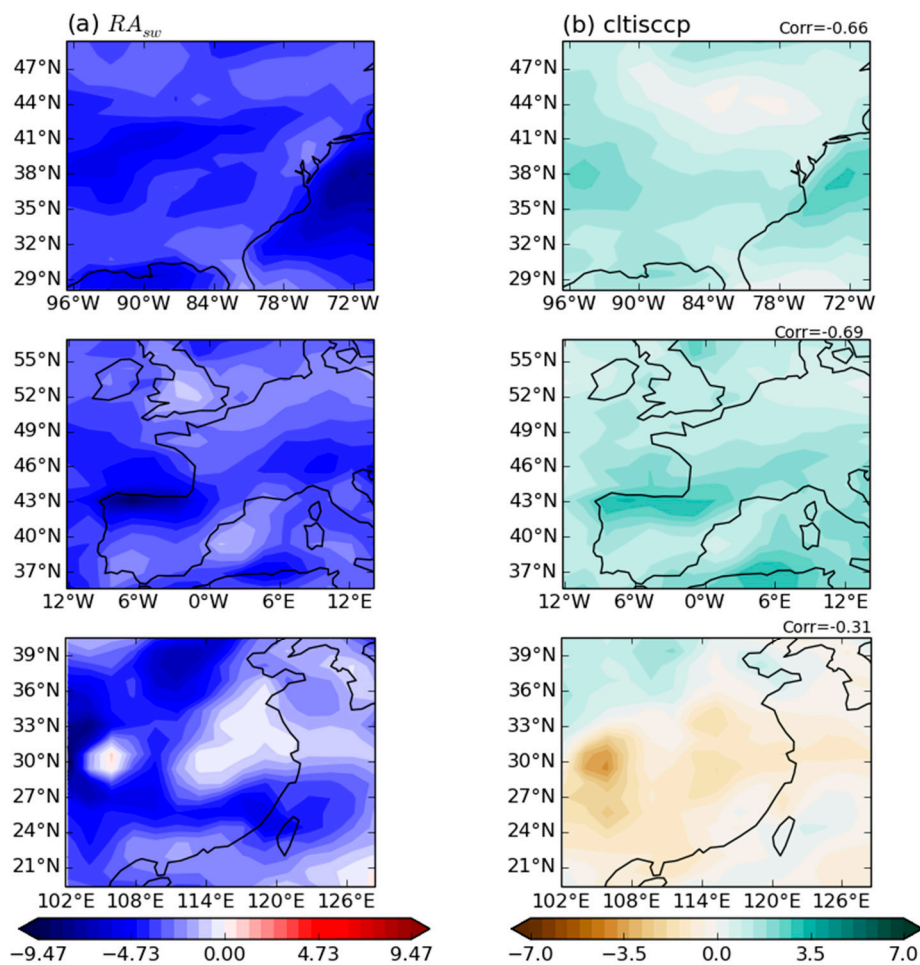 (a) RAsw
(b) cltisccp
Corr=-0.66
47°N
44°N
41°N
38°N
35°N
32°N
29°N
96°W 90°W 84°W 78°W 72°W
47°N
44°N
41°N
38°N
35°N
32°N
29°N
96°W 90°W 84°W 78°W 72°W
Corr=-0.69
55°N
52°N
49°N
46°N
43°N
40°N
37°N
12°W 6°W 0°W 6°E 12°E
55°N
52°N
49°N
46°N
43°N
40°N
37°N
12°W 6°W 0°W 6°E 12°E
Corr=-0.31
39°N
36°N
33°N
30°N
27°N
24°N
21°N
102°E 108°E 114°E 120°E 126°E
39°N
36°N
33°N
30°N
27°N
24°N
21°N
102°E 108°E 114°E 120°E 126°E
−9.47 −4.73 0.00 4.73 9.47
−7.0 −3.5 0.0 3.5 7.0